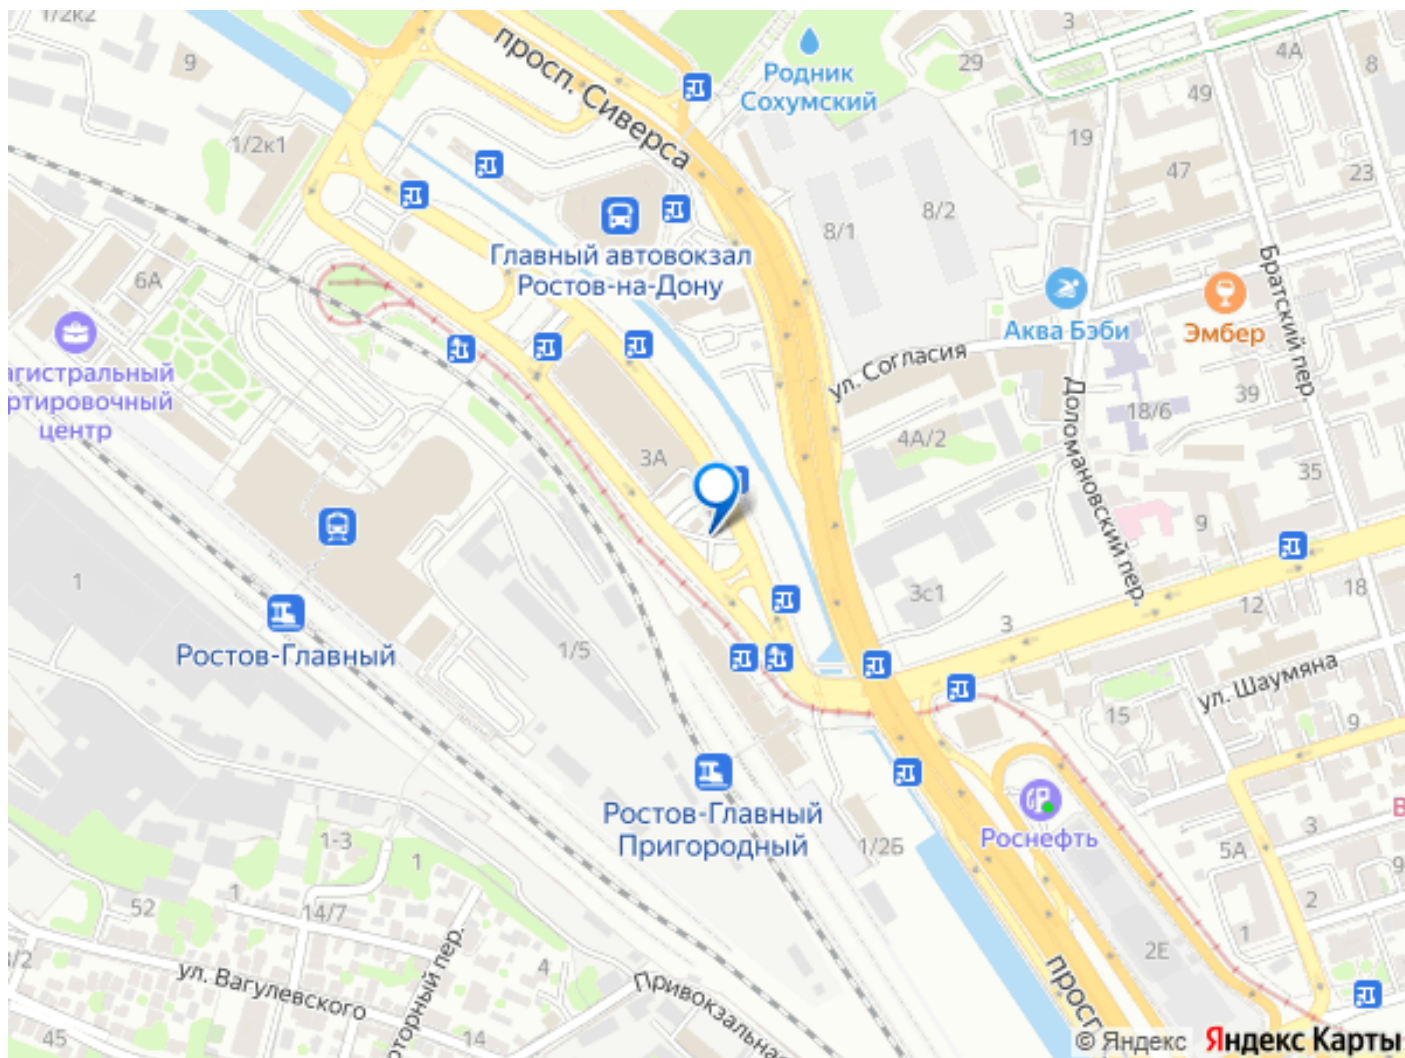 1/2к2
9
1/2к1
просп. Сиверса
Родник
Сохумский
29
3
4А
8
49
19
47
23
8/2
8/1
6А
Главный автовокзал
Ростов-на-Дону
Аква Бэби
Эмбер
Братский пер.
агистральный
ртировочный
центр
ул. Согласия
Доломановский пер.
18/6
39
4А/2
3А
35
9
1
3с1
18
12
3
Ростов-Главный
1/5
ул. Шаумяна
15
9
Ростов-Главный
Пригородный
Роснефть
1/2Б
3
5А
9
1-3
1
1
52
14/7
2
1
2Е
3/2
ул. Вагулевского
оторный пер.
4
Привокзальная
14
45
просп
© Яндекс
Яндекс Карты